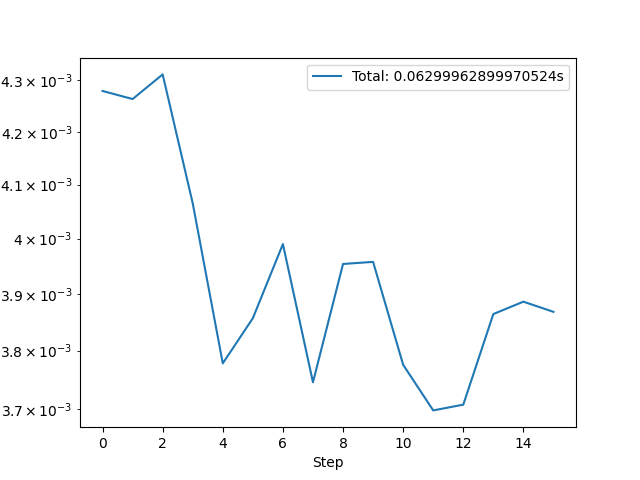 Total: 0.06299962899970524s
4.3 × 10⁻³
4.2 × 10⁻³
4.1 × 10⁻³
4 × 10⁻³
3.9 × 10⁻³
3.8 × 10⁻³
3.7 × 10⁻³
0 2 4 6 8 10 12 14
Step